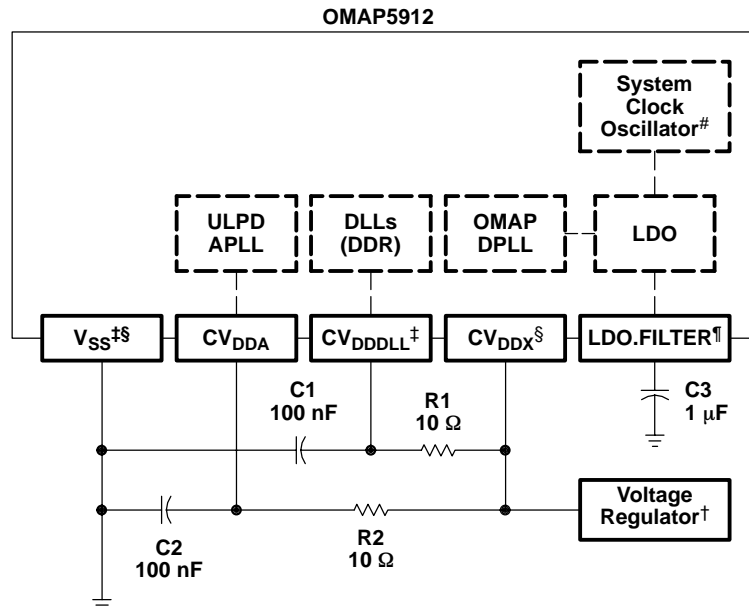 OMAP5912
System
Clock
Oscillator#
ULPD
APLL
DLLs
(DDR)
OMAP
DPLL
LDO
VSS‡§
CVDDA
CVDDDLL‡
CVDDX§
LDO.FILTER¶
C1
100 nF
R1
10 Ω
C3
1 µF
C2
100 nF
R2
10 Ω
Voltage
Regulator†